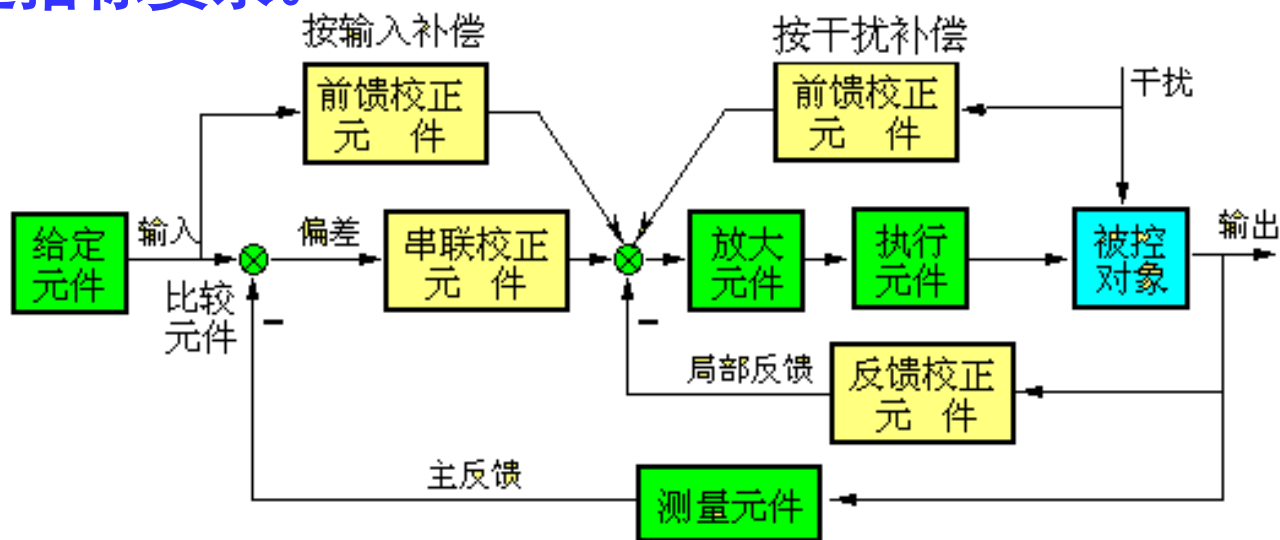 按输入补偿
按干扰补偿
前馈校正
元 件
前馈校正
元 件
干扰
给定
元件
输入
偏差
串联校正
元 件
放大
元件
执行
元件
被控
对象
输出
比较
元件
局部反馈
反馈校正
元 件
主反馈
测量元件